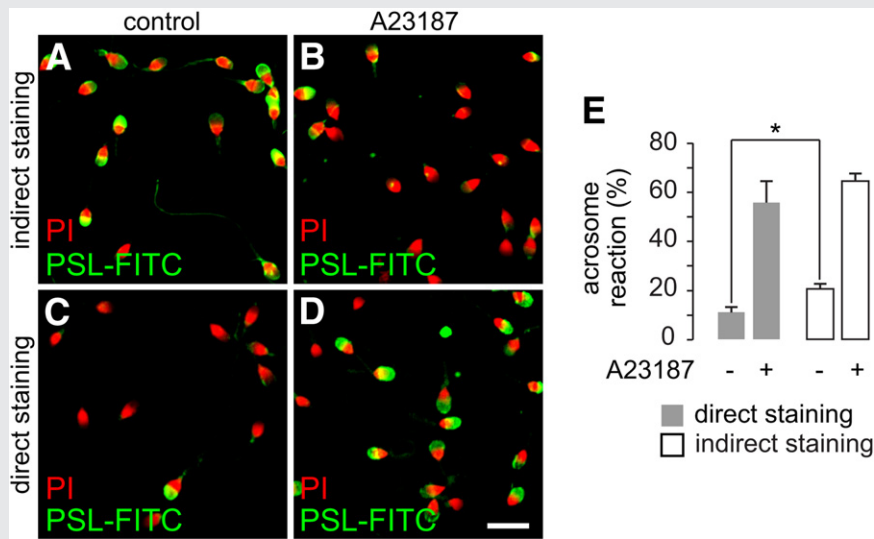 control
A23187
indirect staining
direct staining
A
PI
PSL-FITC
B
PI
PSL-FITC
C
PI
PSL-FITC
D
PI
PSL-FITC
E
*
acrosome
reaction (%)
80
60
40
20
0
A23187 - + - +
direct staining
indirect staining